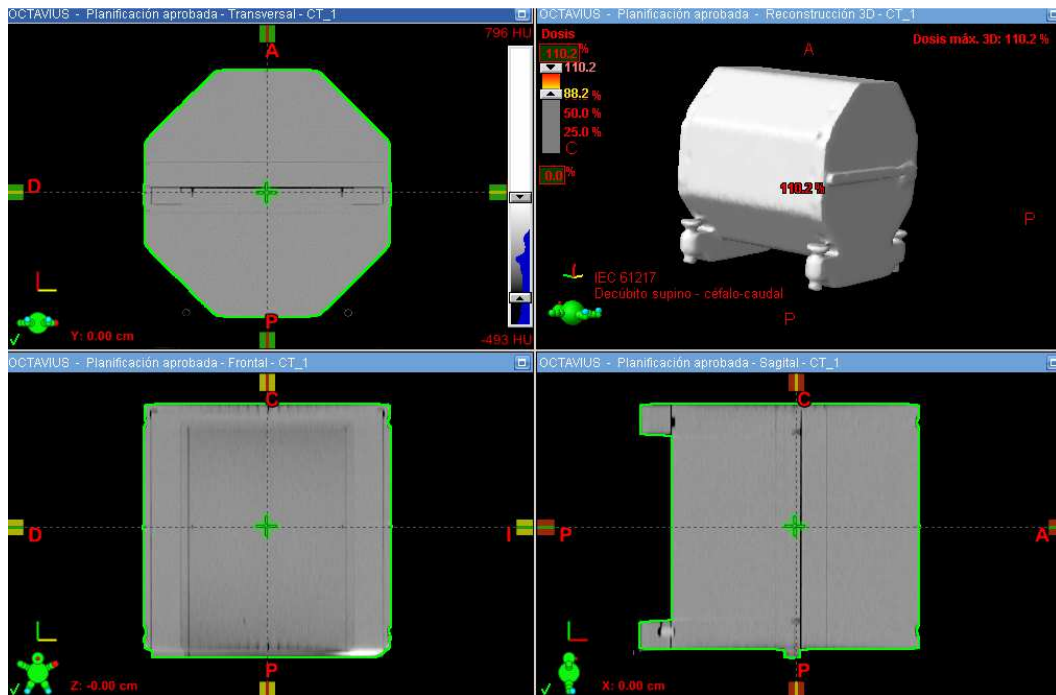 OCTAVIUS - Planificación aprobada - Transversal - CT_1
796 HU
A
D
P
Y: 0.00 cm
-493 HU
OCTAVIUS - Planificación aprobada - Reconstrucción 3D - CT_1
Dosis
Dosis máx. 3D: 110.2 %
110.2 %
110.2
88.2 %
50.0 %
25.0 %
C
0.0 %
A
110.2 %
P
IEC 61217
Decúbito supino - céfalo-caudal
P
OCTAVIUS - Planificación aprobada - Frontal - CT_1
C
D
I
P
Z: -0.00 cm
OCTAVIUS - Planificación aprobada - Sagital - CT_1
C
P
A
P
X: 0.00 cm